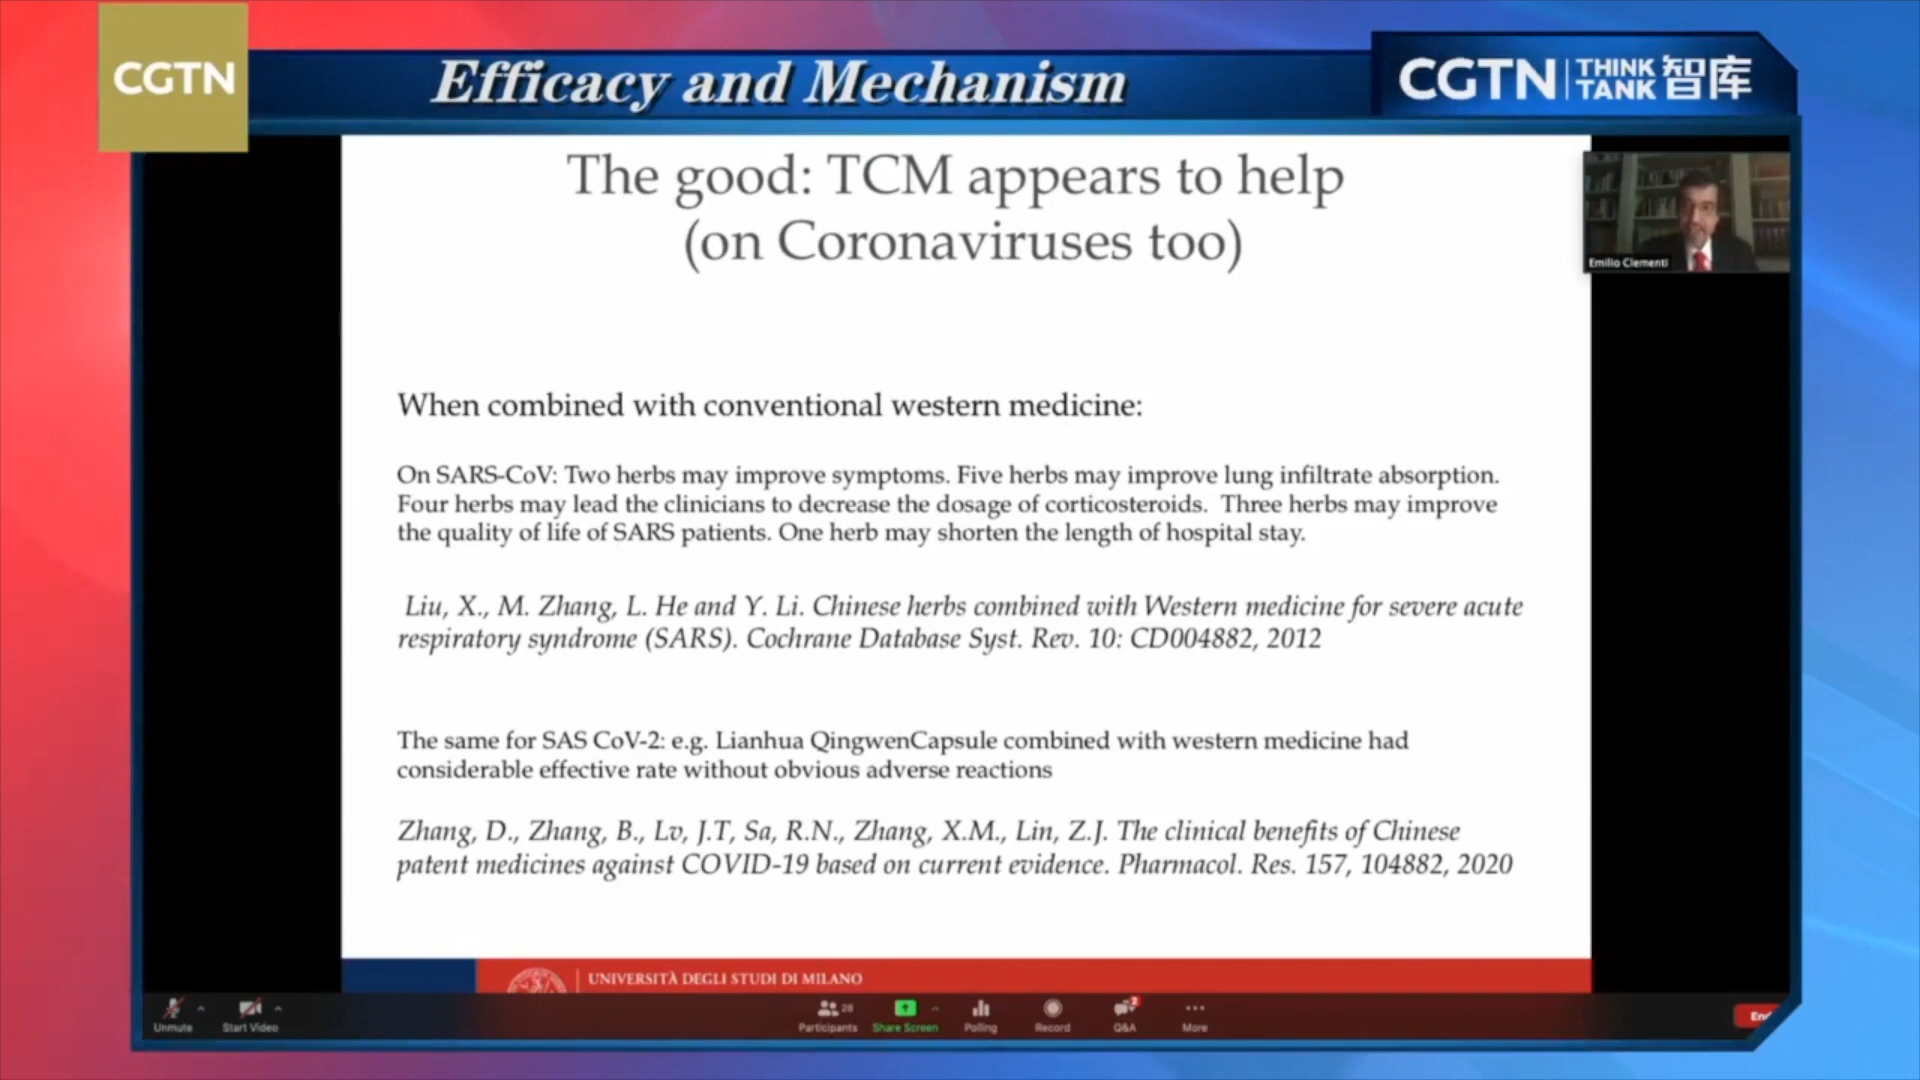 CGTN
Efficacy and Mechanism
CGTN THINK TANK 智库
The good: TCM appears to help
(on Coronaviruses too)
Emilio Clementi
When combined with conventional western medicine:
On SARS-CoV: Two herbs may improve symptoms. Five herbs may improve lung infiltrate absorption.
Four herbs may lead the clinicians to decrease the dosage of corticosteroids. Three herbs may improve
the quality of life of SARS patients. One herb may shorten the length of hospital stay.
Liu, X., M. Zhang, L. He and Y. Li. Chinese herbs combined with Western medicine for severe acute
respiratory syndrome (SARS). Cochrane Database Syst. Rev. 10: CD004882, 2012
The same for SAS CoV-2: e.g. Lianhua QingwenCapsule combined with western medicine had
considerable effective rate without obvious adverse reactions
Zhang, D., Zhang, B., Lv, J.T, Sa, R.N., Zhang, X.M., Lin, Z.J. The clinical benefits of Chinese
patent medicines against COVID-19 based on current evidence. Pharmacol. Res. 157, 104882, 2020
UNIVERSITÀ DEGLI STUDI DI MILANO
28
2
Unmute Start Video Participants Share Screen Polling Record Q&A More